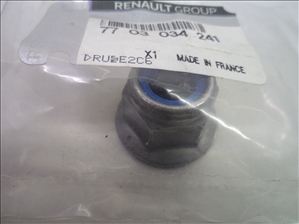 RENAULT GROUP
77 03 034 241
X1
DRUBE2C6 MADE IN FRANCE